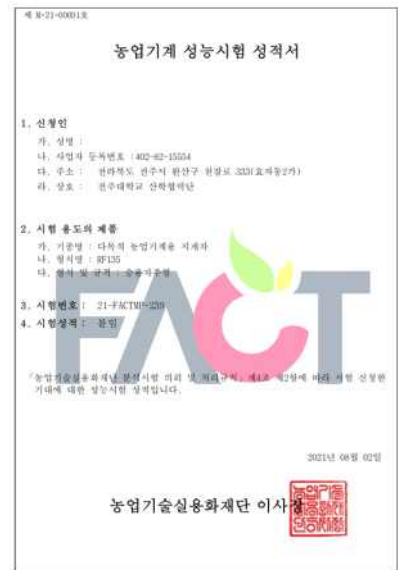 제 M-21-00031호
농업기계 성능시험 성적서
1. 신청인
가. 성명 :
나. 사업자 등록번호 : 402-82-15554
다. 주소 : 전라북도 전주시 완산구 천잠로 333(효자동2가)
라. 상호 : 전주대학교 산학협력단
2. 시험 용도의 제품
가. 기종명 : 다목적 농업기계용 지게차
나. 형식명 : RF135
다. 형식 및 규격 : 승용자주형
3. 시험번호 : 21-FACTMP-239
4. 시험성적 : 붙임
「농업기술실용화재단 분석시험 의뢰 및 처리규칙」 제4조 제2항에 따라 시험 신청한
기대에 대한 성능시험 성적입니다.
FACT
2021년 08월 02일
농업기술실용화재단 이사장